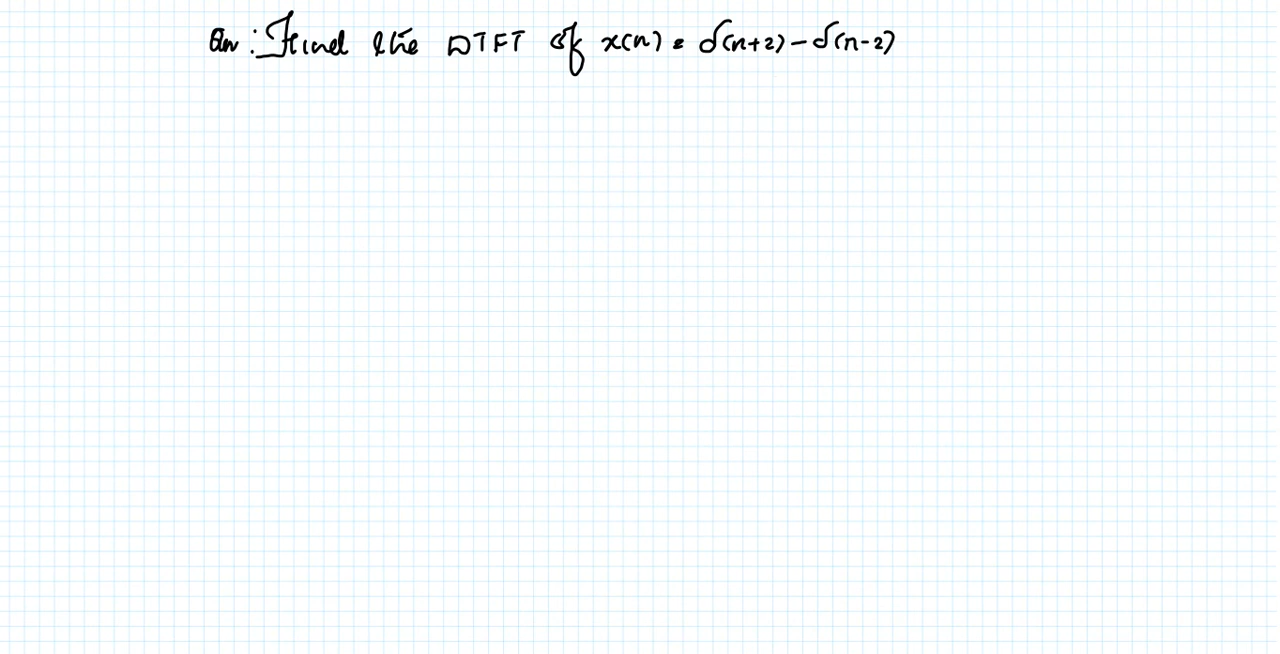 Qn : Find the DTFT of x(n) = δ(n+2) - δ(n-2)